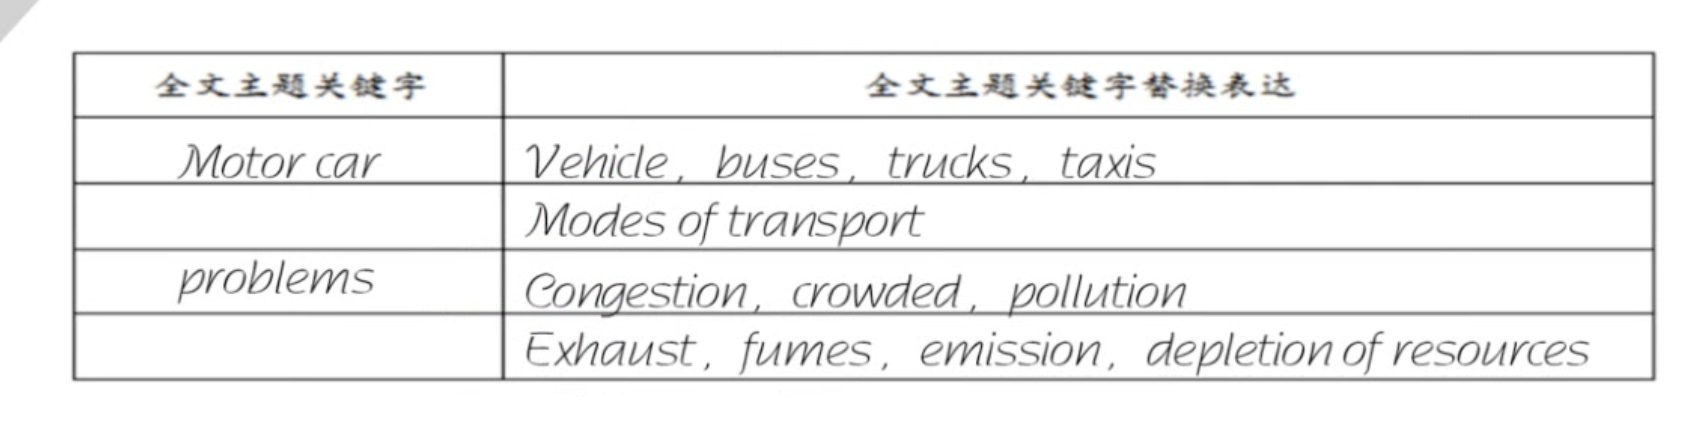 全文主题关键字 全文主题关键字替换表达
Motor car Vehicle, buses, trucks, taxis
Modes of transport
problems Congestion, crowded, pollution
Exhaust, fumes, emission, depletion of resources